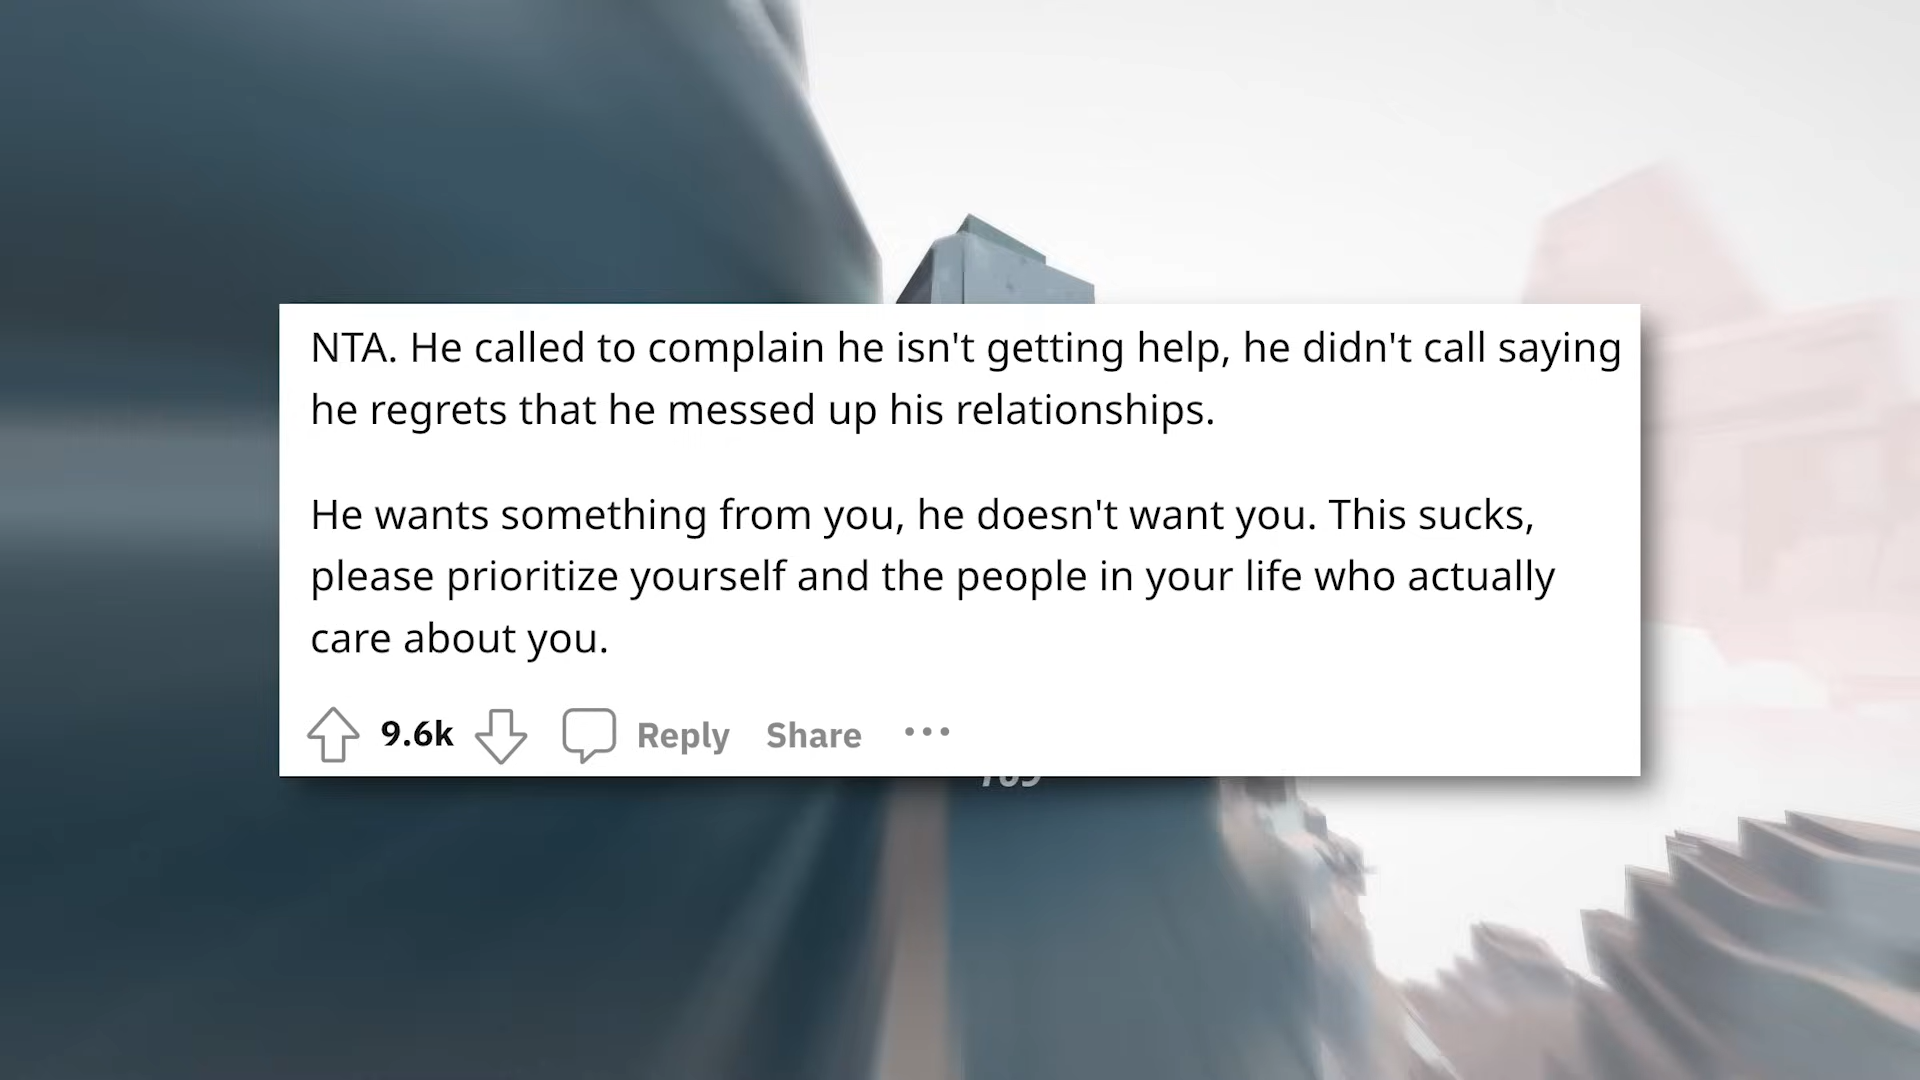 NTA. He called to complain he isn't getting help, he didn't call saying
he regrets that he messed up his relationships.
He wants something from you, he doesn't want you. This sucks,
please prioritize yourself and the people in your life who actually
care about you.
9.6k Reply Share •••